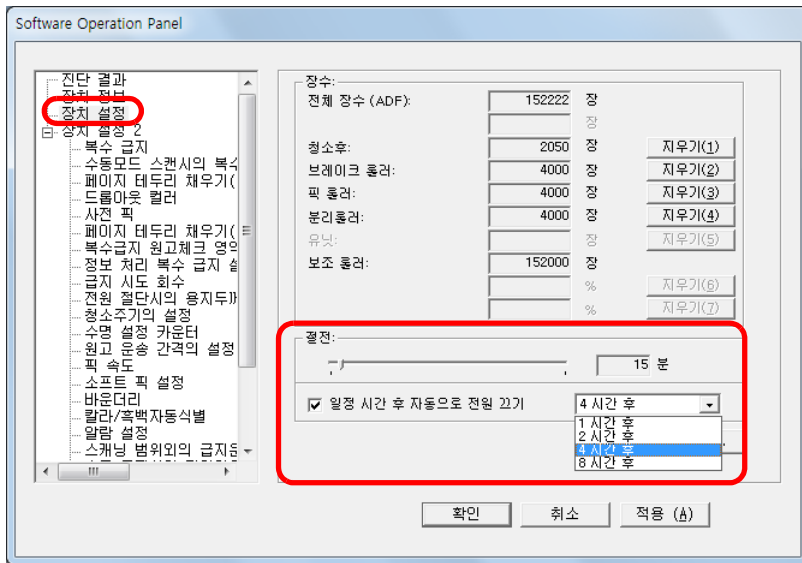 Software Operation Panel
진단 결과
장치 정보
장치 설정
장치 설정 2
복수 급지
수동모드 스캔시의 복수
페이지 테두리 채우기(
드롭아웃 컬러
사전 픽
페이지 테두리 채우기(
복수급지 원고체크 영역
정보 처리 복수 급지 설
급지 시도 회수
전원 절단시의 용지두께
청소주기의 설정
수명 설정 카운터
원고 운송 간격의 설정
픽 속도
소프트 픽 설정
바운더리
칼라/흑백자동식별
알람 설정
스캐닝 범위외의 급지운
장수:
전체 장수 (ADF): 152222 장
장
청소후: 2050 장 지우기(1)
브레이크 롤러: 4000 장 지우기(2)
픽 롤러: 4000 장 지우기(3)
분리롤러: 4000 장 지우기(4)
유닛: 장 지우기(5)
보조 롤러: 152000 장
% 지우기(6)
% 지우기(7)
절전:
15 분
일정 시간 후 자동으로 전원 끄기 4 시간 후
1 시간 후
2 시간 후
4 시간 후
8 시간 후
확인 취소 적용 (A)